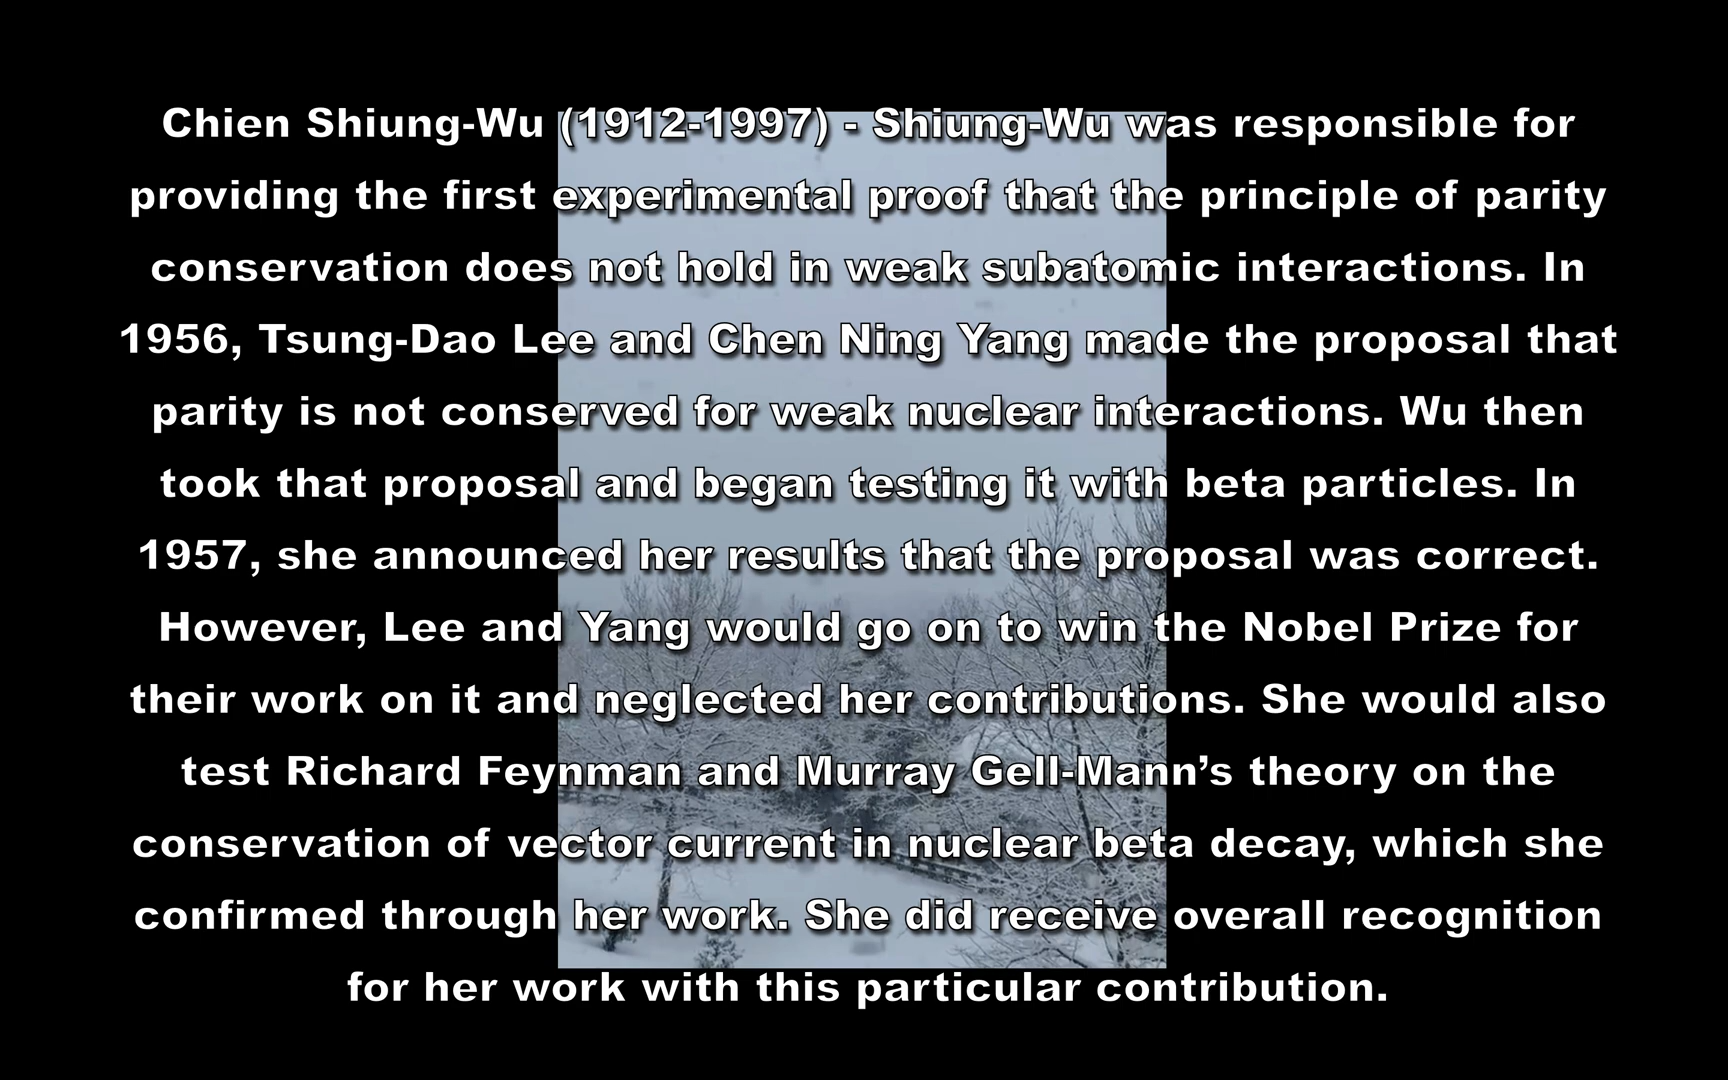 Chien Shiung-Wu (1912-1997) - Shiung-Wu was responsible for
providing the first experimental proof that the principle of parity
conservation does not hold in weak subatomic interactions. In
1956, Tsung-Dao Lee and Chen Ning Yang made the proposal that
parity is not conserved for weak nuclear interactions. Wu then
took that proposal and began testing it with beta particles. In
1957, she announced her results that the proposal was correct.
However, Lee and Yang would go on to win the Nobel Prize for
their work on it and neglected her contributions. She would also
test Richard Feynman and Murray Gell-Mann’s theory on the
conservation of vector current in nuclear beta decay, which she
confirmed through her work. She did receive overall recognition
for her work with this particular contribution.